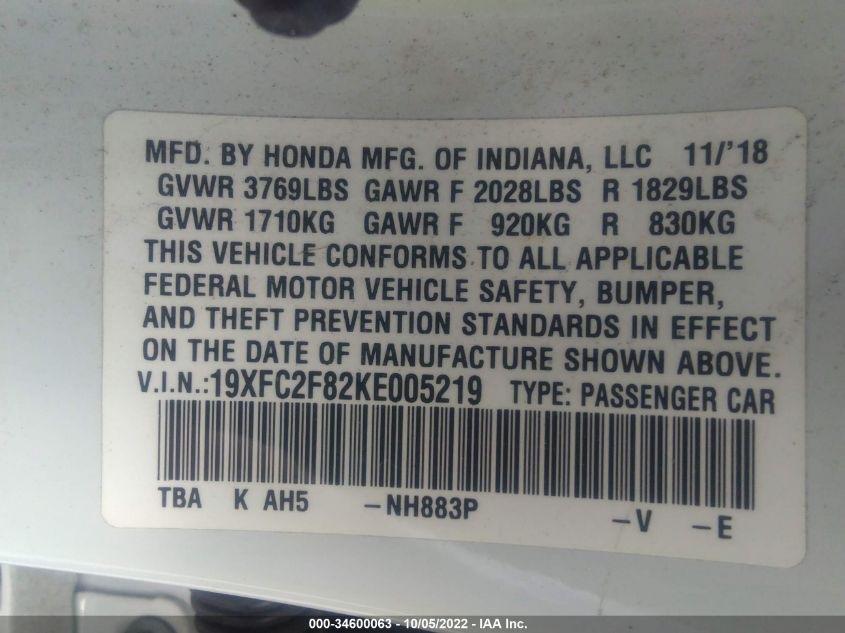 MFD. BY HONDA MFG. OF INDIANA, LLC 11/'18
GVWR 3769LBS GAWR F 2028LBS R 1829LBS
GVWR 1710KG GAWR F 920KG R 830KG
THIS VEHICLE CONFORMS TO ALL APPLICABLE
FEDERAL MOTOR VEHICLE SAFETY, BUMPER,
AND THEFT PREVENTION STANDARDS IN EFFECT
ON THE DATE OF MANUFACTURE SHOWN ABOVE.
V.I.N.:19XFC2F82KE005219 TYPE: PASSENGER CAR
TBA K AH5 -NH883P -V -E
000-34600063 - 10/05/2022 - IAA Inc.